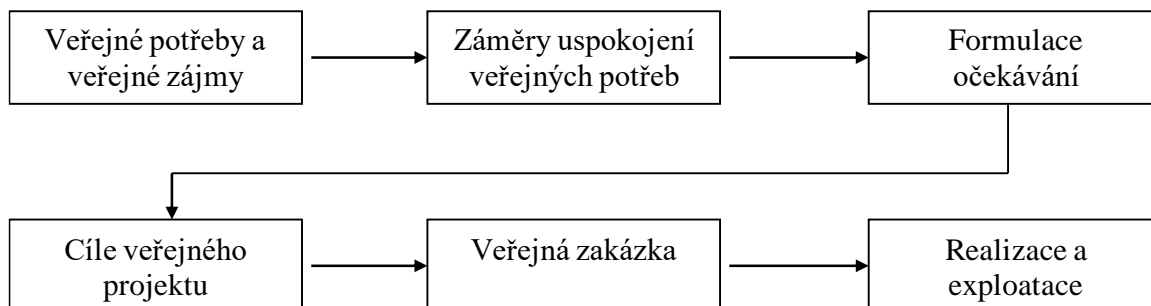 Veřejné potřeby a
veřejné zájmy
Záměry uspokojení
veřejných potřeb
Formulace
očekávání
Cíle veřejného
projektu
Veřejná zakázka
Realizace a
exploatace